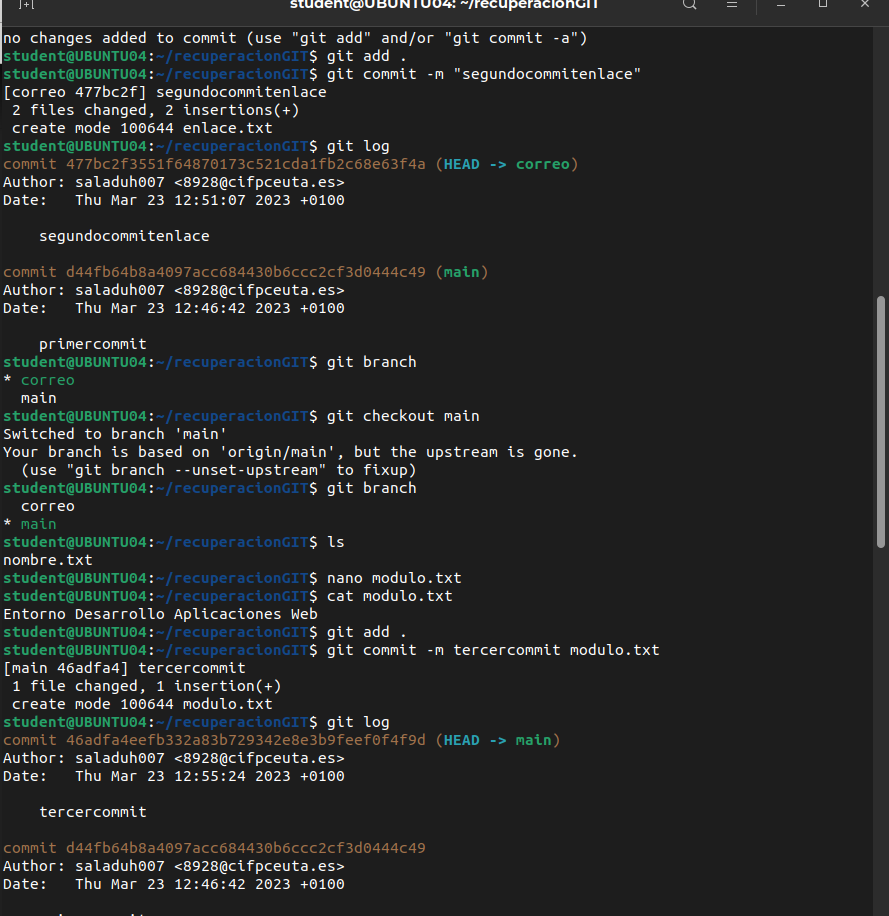 student@UBUNTU04: ~/recuperacionGIT
no changes added to commit (use "git add" and/or "git commit -a")
student@UBUNTU04:~/recuperacionGIT$ git add .
student@UBUNTU04:~/recuperacionGIT$ git commit -m "segundocommitenlace"
[correo 477bc2f] segundocommitenlace
 2 files changed, 2 insertions(+)
 create mode 100644 enlace.txt
student@UBUNTU04:~/recuperacionGIT$ git log
commit 477bc2f3551f64870173c521cda1fb2c68e63f4a (HEAD -> correo)
Author: saladuh007 <8928@cifpceuta.es>
Date:   Thu Mar 23 12:51:07 2023 +0100
    segundocommitenlace
commit d44fb64b8a4097acc684430b6ccc2cf3d0444c49 (main)
Author: saladuh007 <8928@cifpceuta.es>
Date:   Thu Mar 23 12:46:42 2023 +0100
    primercommit
student@UBUNTU04:~/recuperacionGIT$ git branch
* correo
  main
student@UBUNTU04:~/recuperacionGIT$ git checkout main
Switched to branch 'main'
Your branch is based on 'origin/main', but the upstream is gone.
  (use "git branch --unset-upstream" to fixup)
student@UBUNTU04:~/recuperacionGIT$ git branch
  correo
* main
student@UBUNTU04:~/recuperacionGIT$ ls
nombre.txt
student@UBUNTU04:~/recuperacionGIT$ nano modulo.txt
student@UBUNTU04:~/recuperacionGIT$ cat modulo.txt
Entorno Desarrollo Aplicaciones Web
student@UBUNTU04:~/recuperacionGIT$ git add .
student@UBUNTU04:~/recuperacionGIT$ git commit -m tercercommit modulo.txt
[main 46adfa4] tercercommit
 1 file changed, 1 insertion(+)
 create mode 100644 modulo.txt
student@UBUNTU04:~/recuperacionGIT$ git log
commit 46adfa4eefb332a83b729342e8e3b9feef0f4f9d (HEAD -> main)
Author: saladuh007 <8928@cifpceuta.es>
Date:   Thu Mar 23 12:55:24 2023 +0100
    tercercommit
commit d44fb64b8a4097acc684430b6ccc2cf3d0444c49
Author: saladuh007 <8928@cifpceuta.es>
Date:   Thu Mar 23 12:46:42 2023 +0100